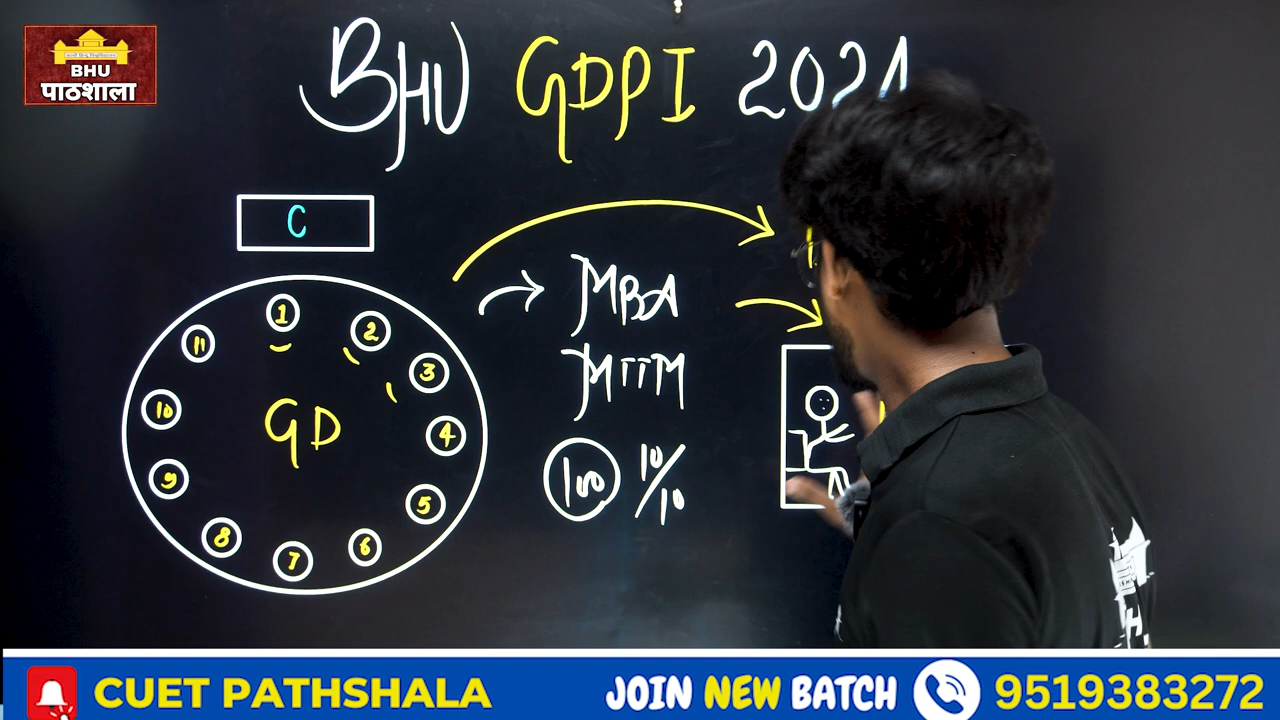 BHU
पाठशाला
BHU GDPI 2024
C
1
2
3
4
5
6
7
8
9
10
11
GD
MBA
MTTM
100 10/10
CUET PATHSHALA
JOIN NEW BATCH
9519383272